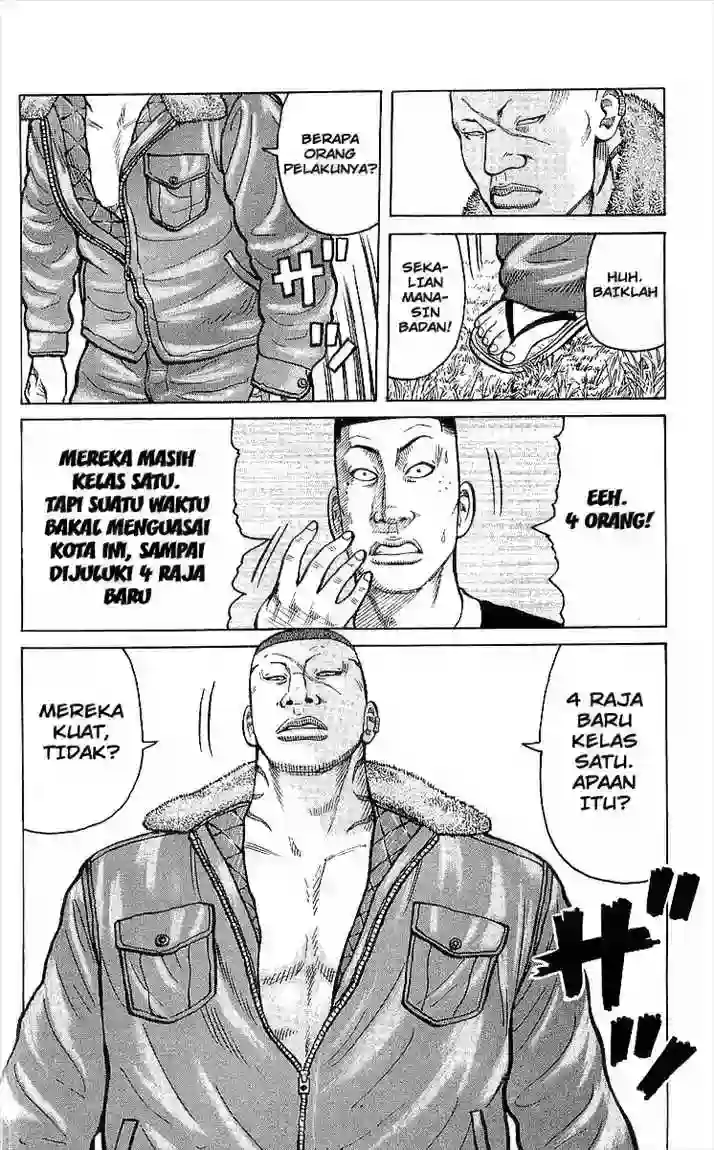 HUH.
BAIKLAH
SEKA-
LIAN
MANA-
SIN
BADAN!
BERAPA
ORANG
PELAKUNYA?
ザッ
EEH.
4 ORANG!
MEREKA MASIH
KELAS SATU.
TAPI SUATU WAKTU
BAKAL MENGUASAI
KOTA INI, SAMPAI
DIJULUKI 4 RAJA
BARU
4 RAJA
BARU
KELAS
SATU.
APAAN
ITU?
MEREKA
KUAT,
TIDAK?
ザッ